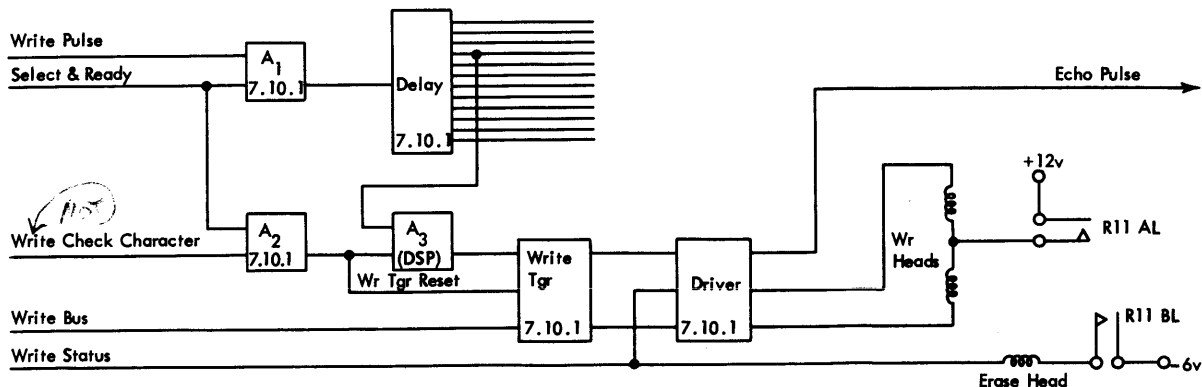 Write Pulse
Select & Ready
A1
7.10.1
Delay
7.10.1
Echo Pulse
+12v
R11 AL
Write Check Character
A2
7.10.1
A3
(DSP)
Wr Tgr Reset
Write
Tgr
7.10.1
Driver
7.10.1
Wr
Heads
Write Bus
Write Status
R11 BL
-6v
Erase Head